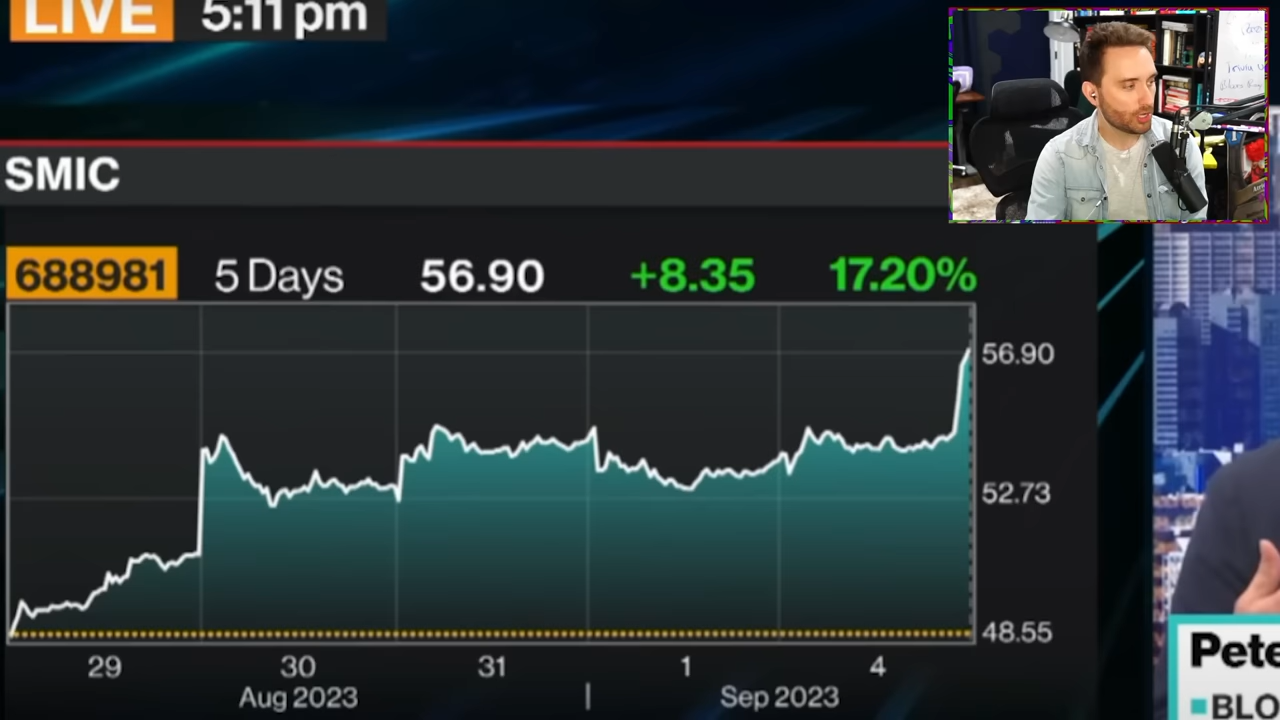 LIVE 5:11 pm
SMIC
688981 5 Days 56.90 +8.35 17.20%
56.90
52.73
48.55
29 30 31 1 4
Aug 2023 | Sep 2023
Pete
BLO